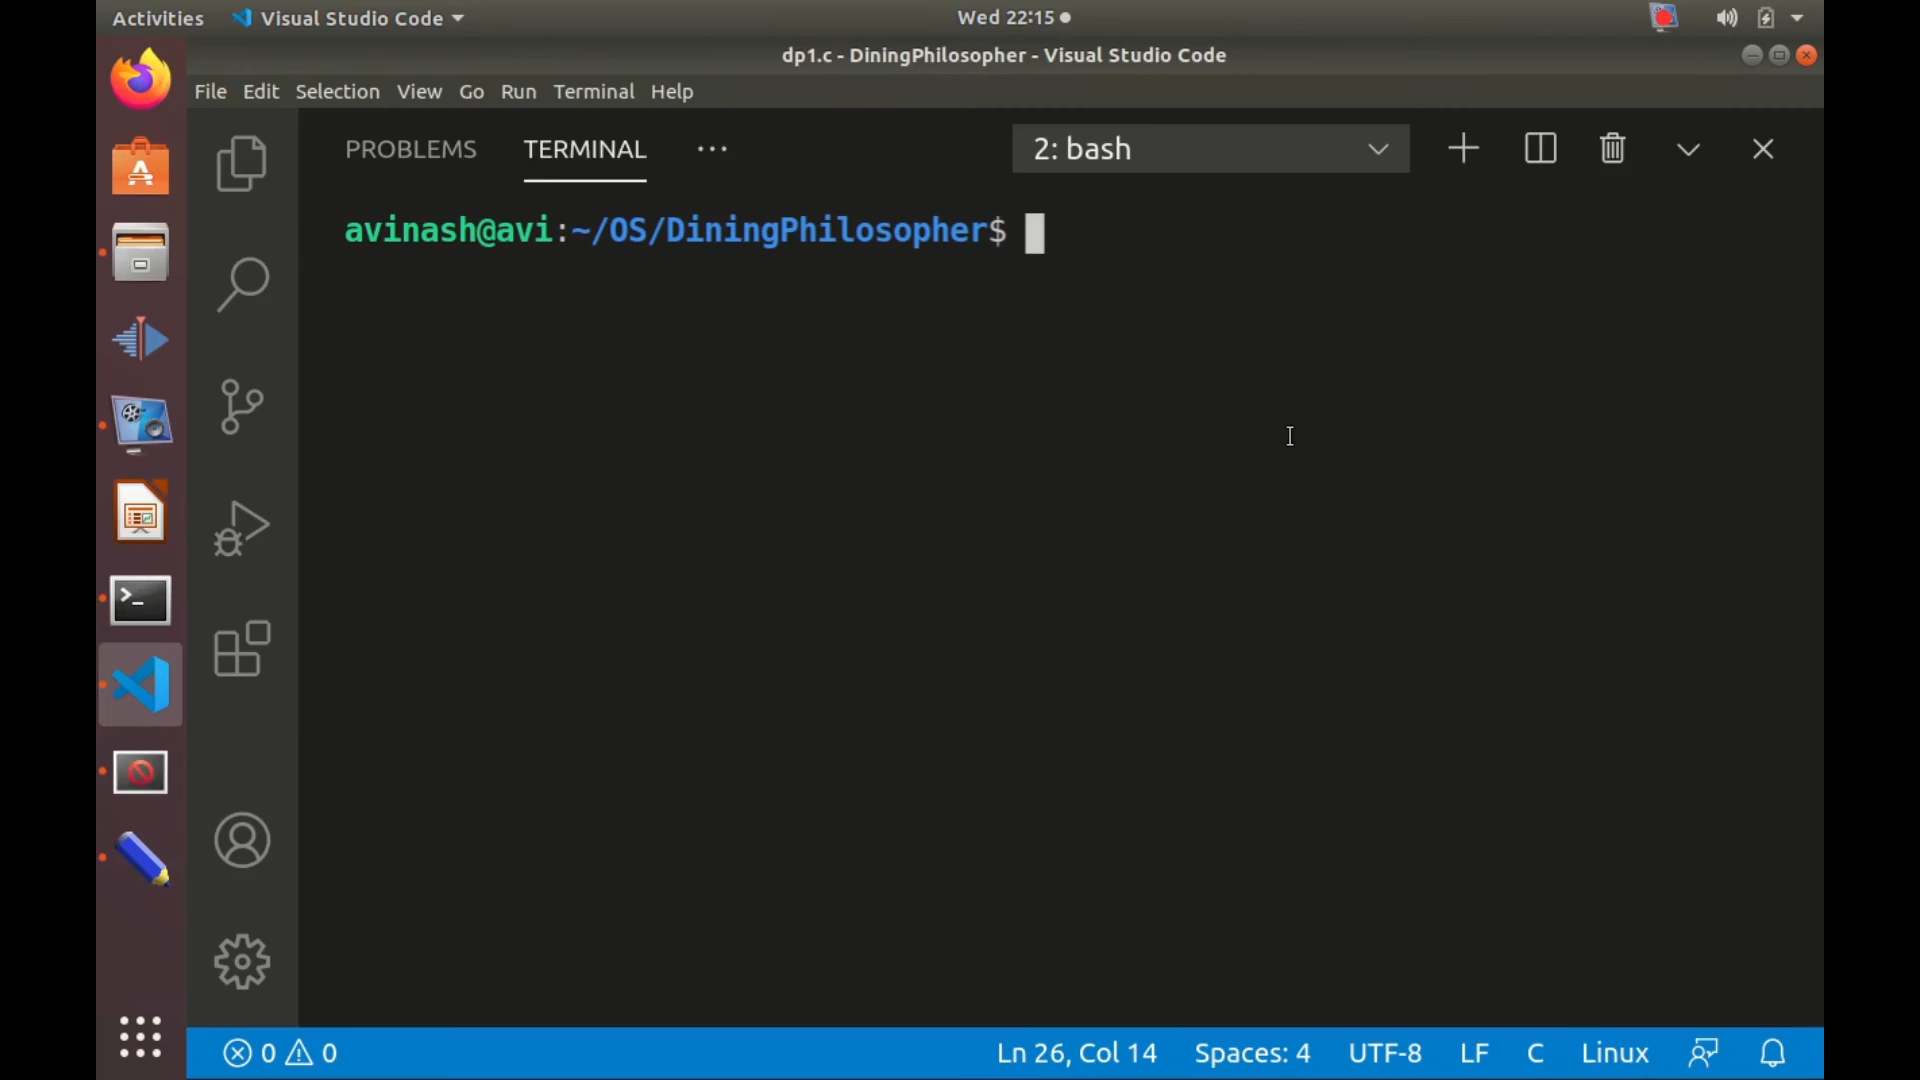 Activities Visual Studio Code Wed 22:15
dp1.c - DiningPhilosopher - Visual Studio Code
File Edit Selection View Go Run Terminal Help
PROBLEMS TERMINAL ··· 2: bash
avinash@avi:~/OS/DiningPhilosopher$
0 0 Ln 26, Col 14 Spaces: 4 UTF-8 LF C Linux